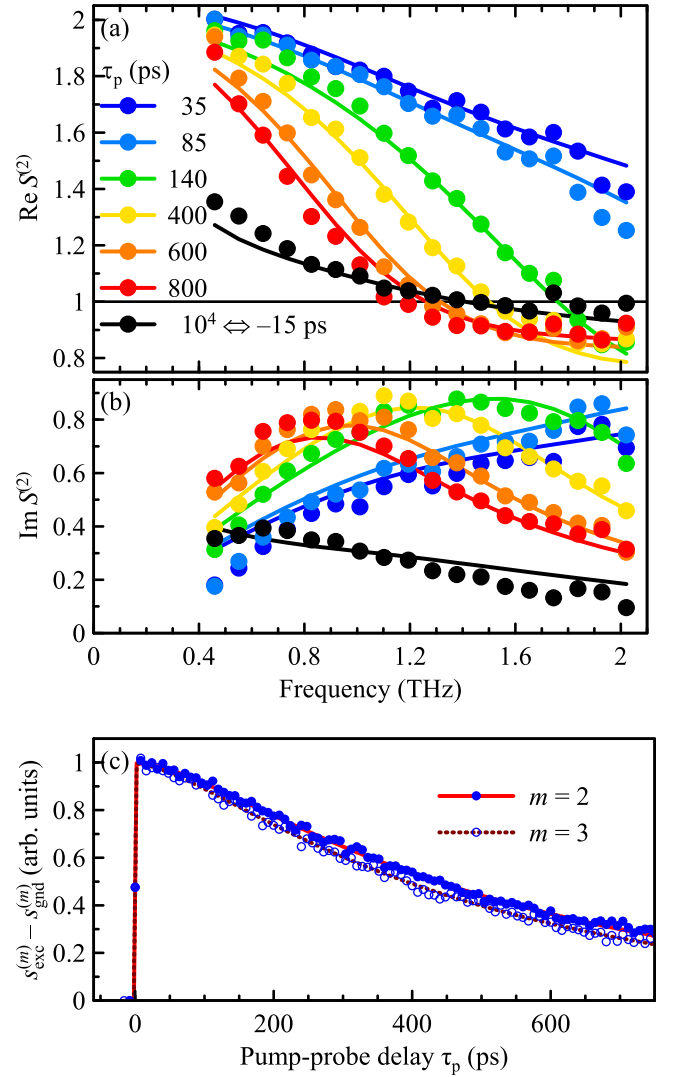 2
(a)
τp (ps)
1.8
35
1.6
85
140
1.4
400
600
1.2
800
1
10⁴ ⇔ –15 ps
0.8
Re S⁽²⁾
(b)
0.8
0.6
0.4
0.2
0
Im S⁽²⁾
0 0.4 0.8 1.2 1.6 2
Frequency (THz)
1
(c)
m = 2
0.8
m = 3
0.6
0.4
0.2
0
s_exc⁽ᵐ⁾ – s_gnd⁽ᵐ⁾ (arb. units)
0 200 400 600
Pump-probe delay τp (ps)